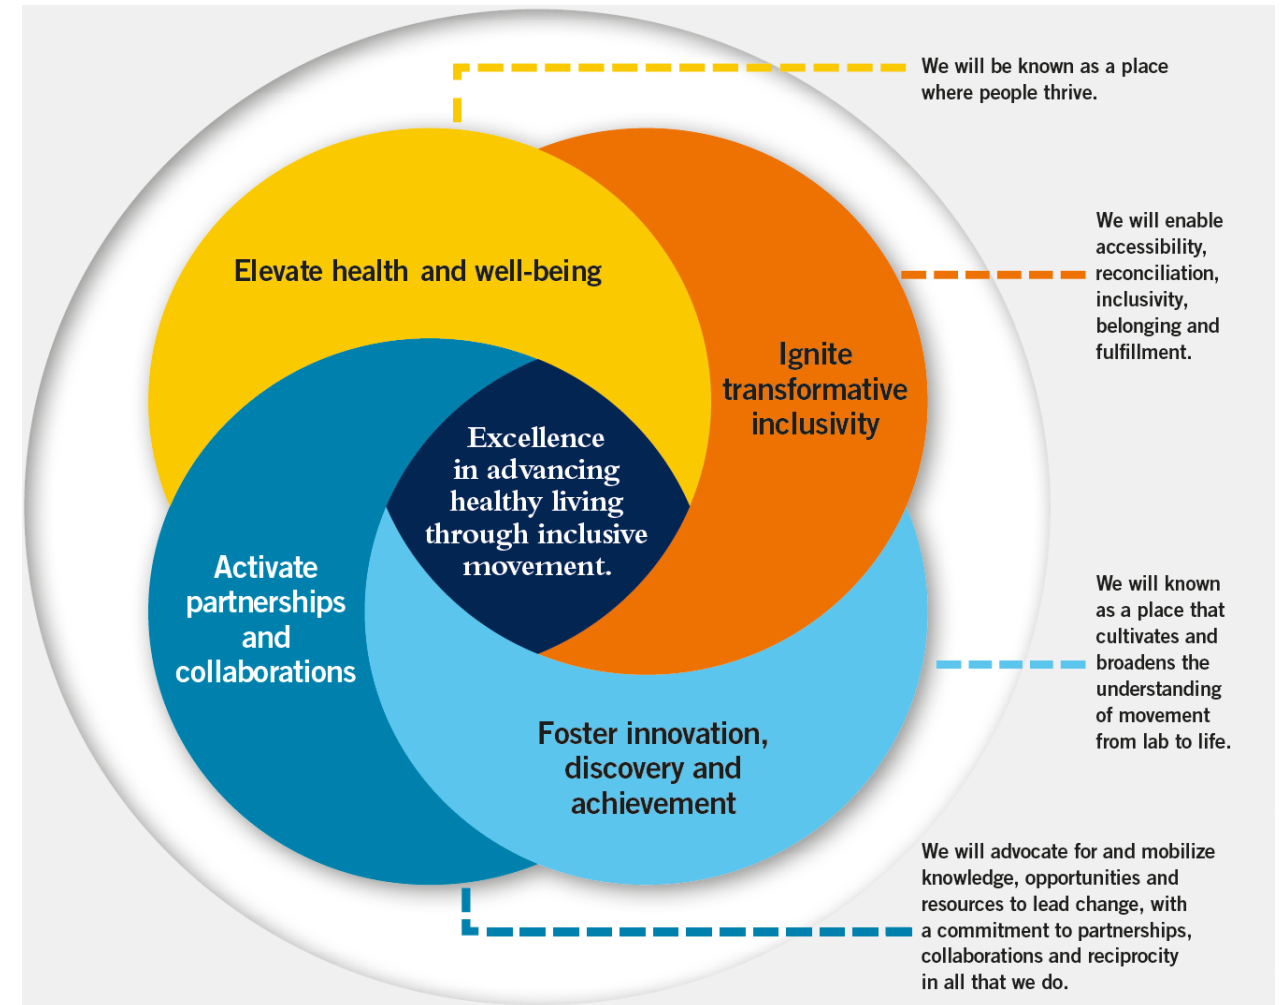 We will be known as a place
where people thrive.
Elevate health and well-being
We will enable
accessibility,
reconciliation,
inclusivity,
belonging and
fulfillment.
Ignite
transformative
inclusivity
Excellence
in advancing
healthy living
through inclusive
movement.
Activate
partnerships
and
collaborations
We will known
as a place that
cultivates and
broadens the
understanding
of movement
from lab to life.
Foster innovation,
discovery and
achievement
We will advocate for and mobilize
knowledge, opportunities and
resources to lead change, with
a commitment to partnerships,
collaborations and reciprocity
in all that we do.